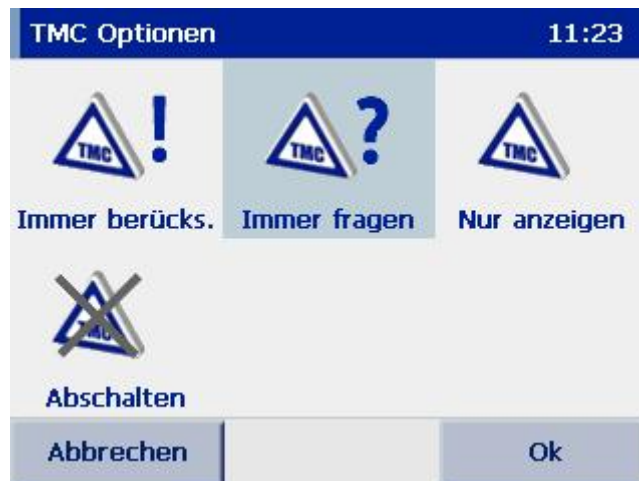 TMC Optionen 11:23
TMC ! TMC ? TMC
Immer berücks. Immer fragen Nur anzeigen
TMC
Abschalten
Abbrechen Ok